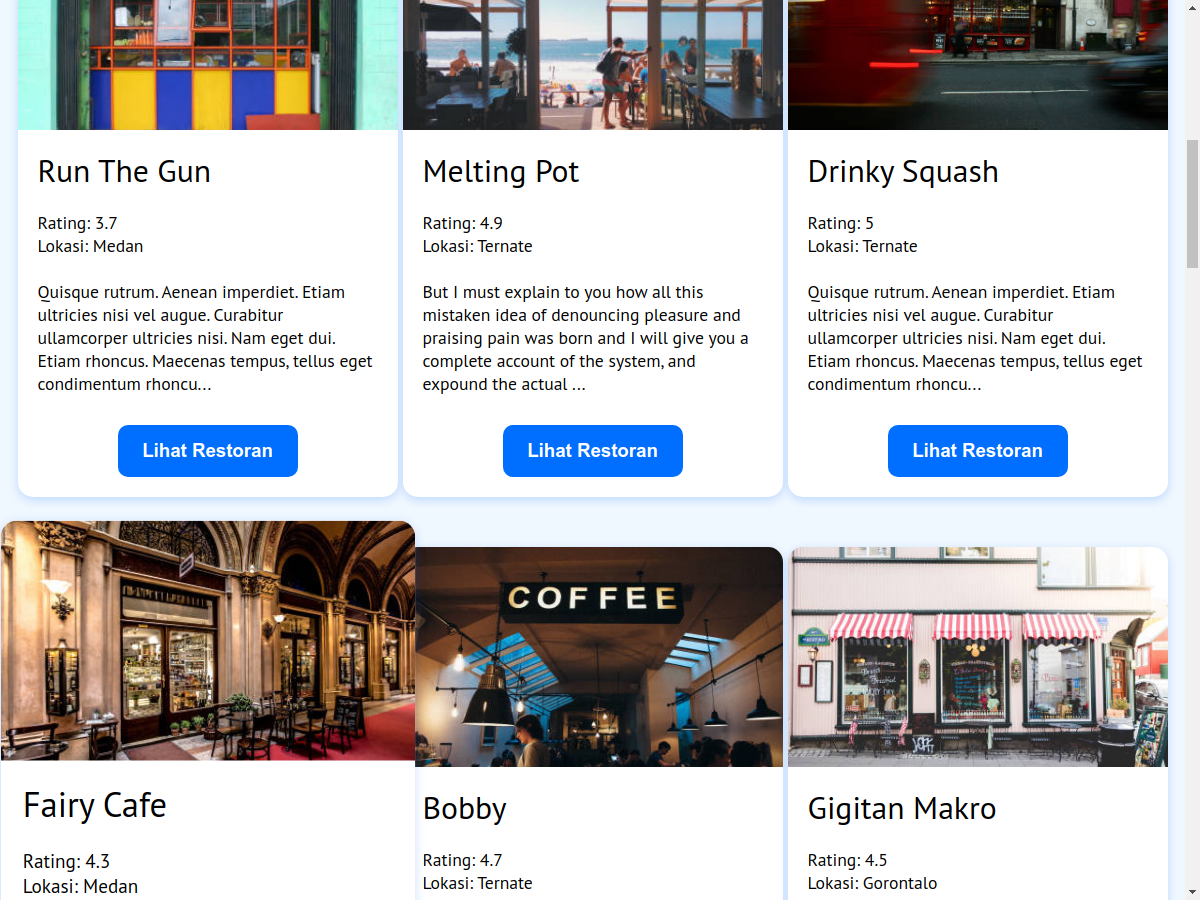 Run The Gun
Rating: 3.7
Lokasi: Medan
Quisque rutrum. Aenean imperdiet. Etiam
ultricies nisi vel augue. Curabitur
ullamcorper ultricies nisi. Nam eget dui.
Etiam rhoncus. Maecenas tempus, tellus eget
condimentum rhoncu...
Lihat Restoran
Melting Pot
Rating: 4.9
Lokasi: Ternate
But I must explain to you how all this
mistaken idea of denouncing pleasure and
praising pain was born and I will give you a
complete account of the system, and
expound the actual ...
Lihat Restoran
Drinky Squash
Rating: 5
Lokasi: Ternate
Quisque rutrum. Aenean imperdiet. Etiam
ultricies nisi vel augue. Curabitur
ullamcorper ultricies nisi. Nam eget dui.
Etiam rhoncus. Maecenas tempus, tellus eget
condimentum rhoncu...
Lihat Restoran
Fairy Cafe
Rating: 4.3
Lokasi: Medan
COFFEE
Bobby
Rating: 4.7
Lokasi: Ternate
Gigitan Makro
Rating: 4.5
Lokasi: Gorontalo